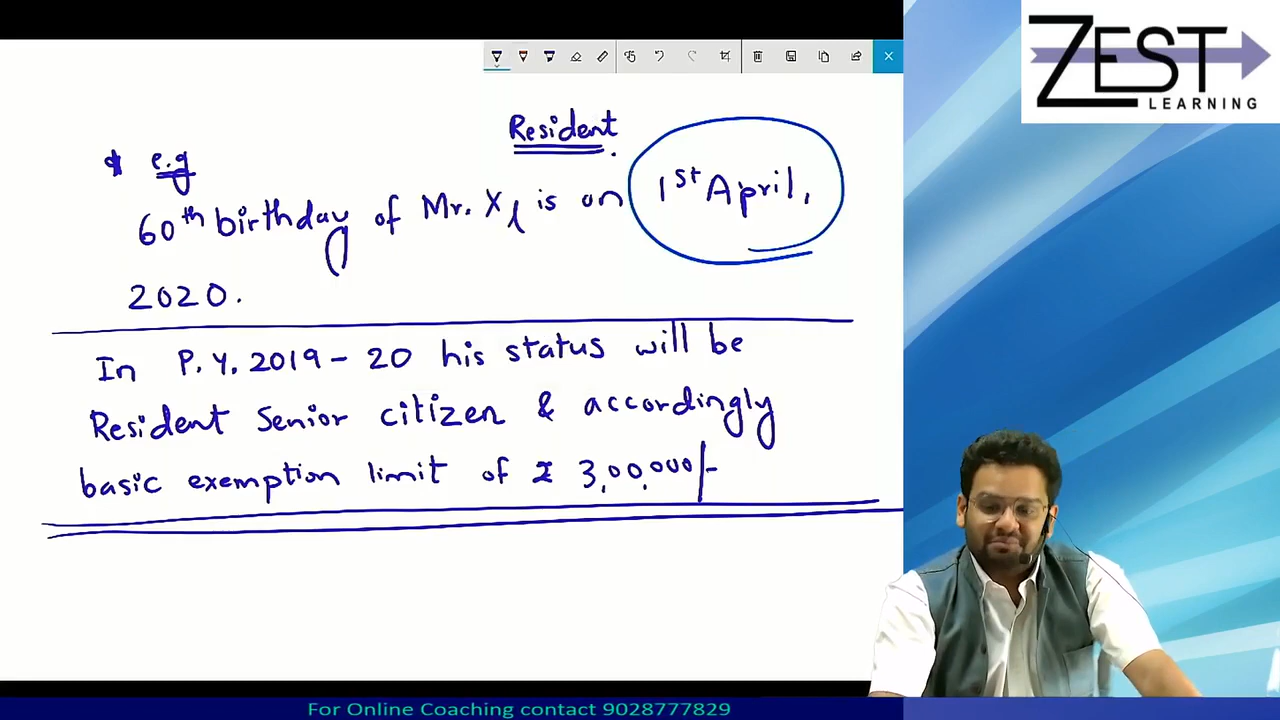 ZEST
LEARNING
Resident.
* e.g
60th birthday of Mr. X, is on 1st April,
2020.
In P.Y. 2019-20 his status will be
Resident Senior citizen & accordingly
basic exemption limit of ₹ 3,00,000/-
For Online Coaching contact 9028777829